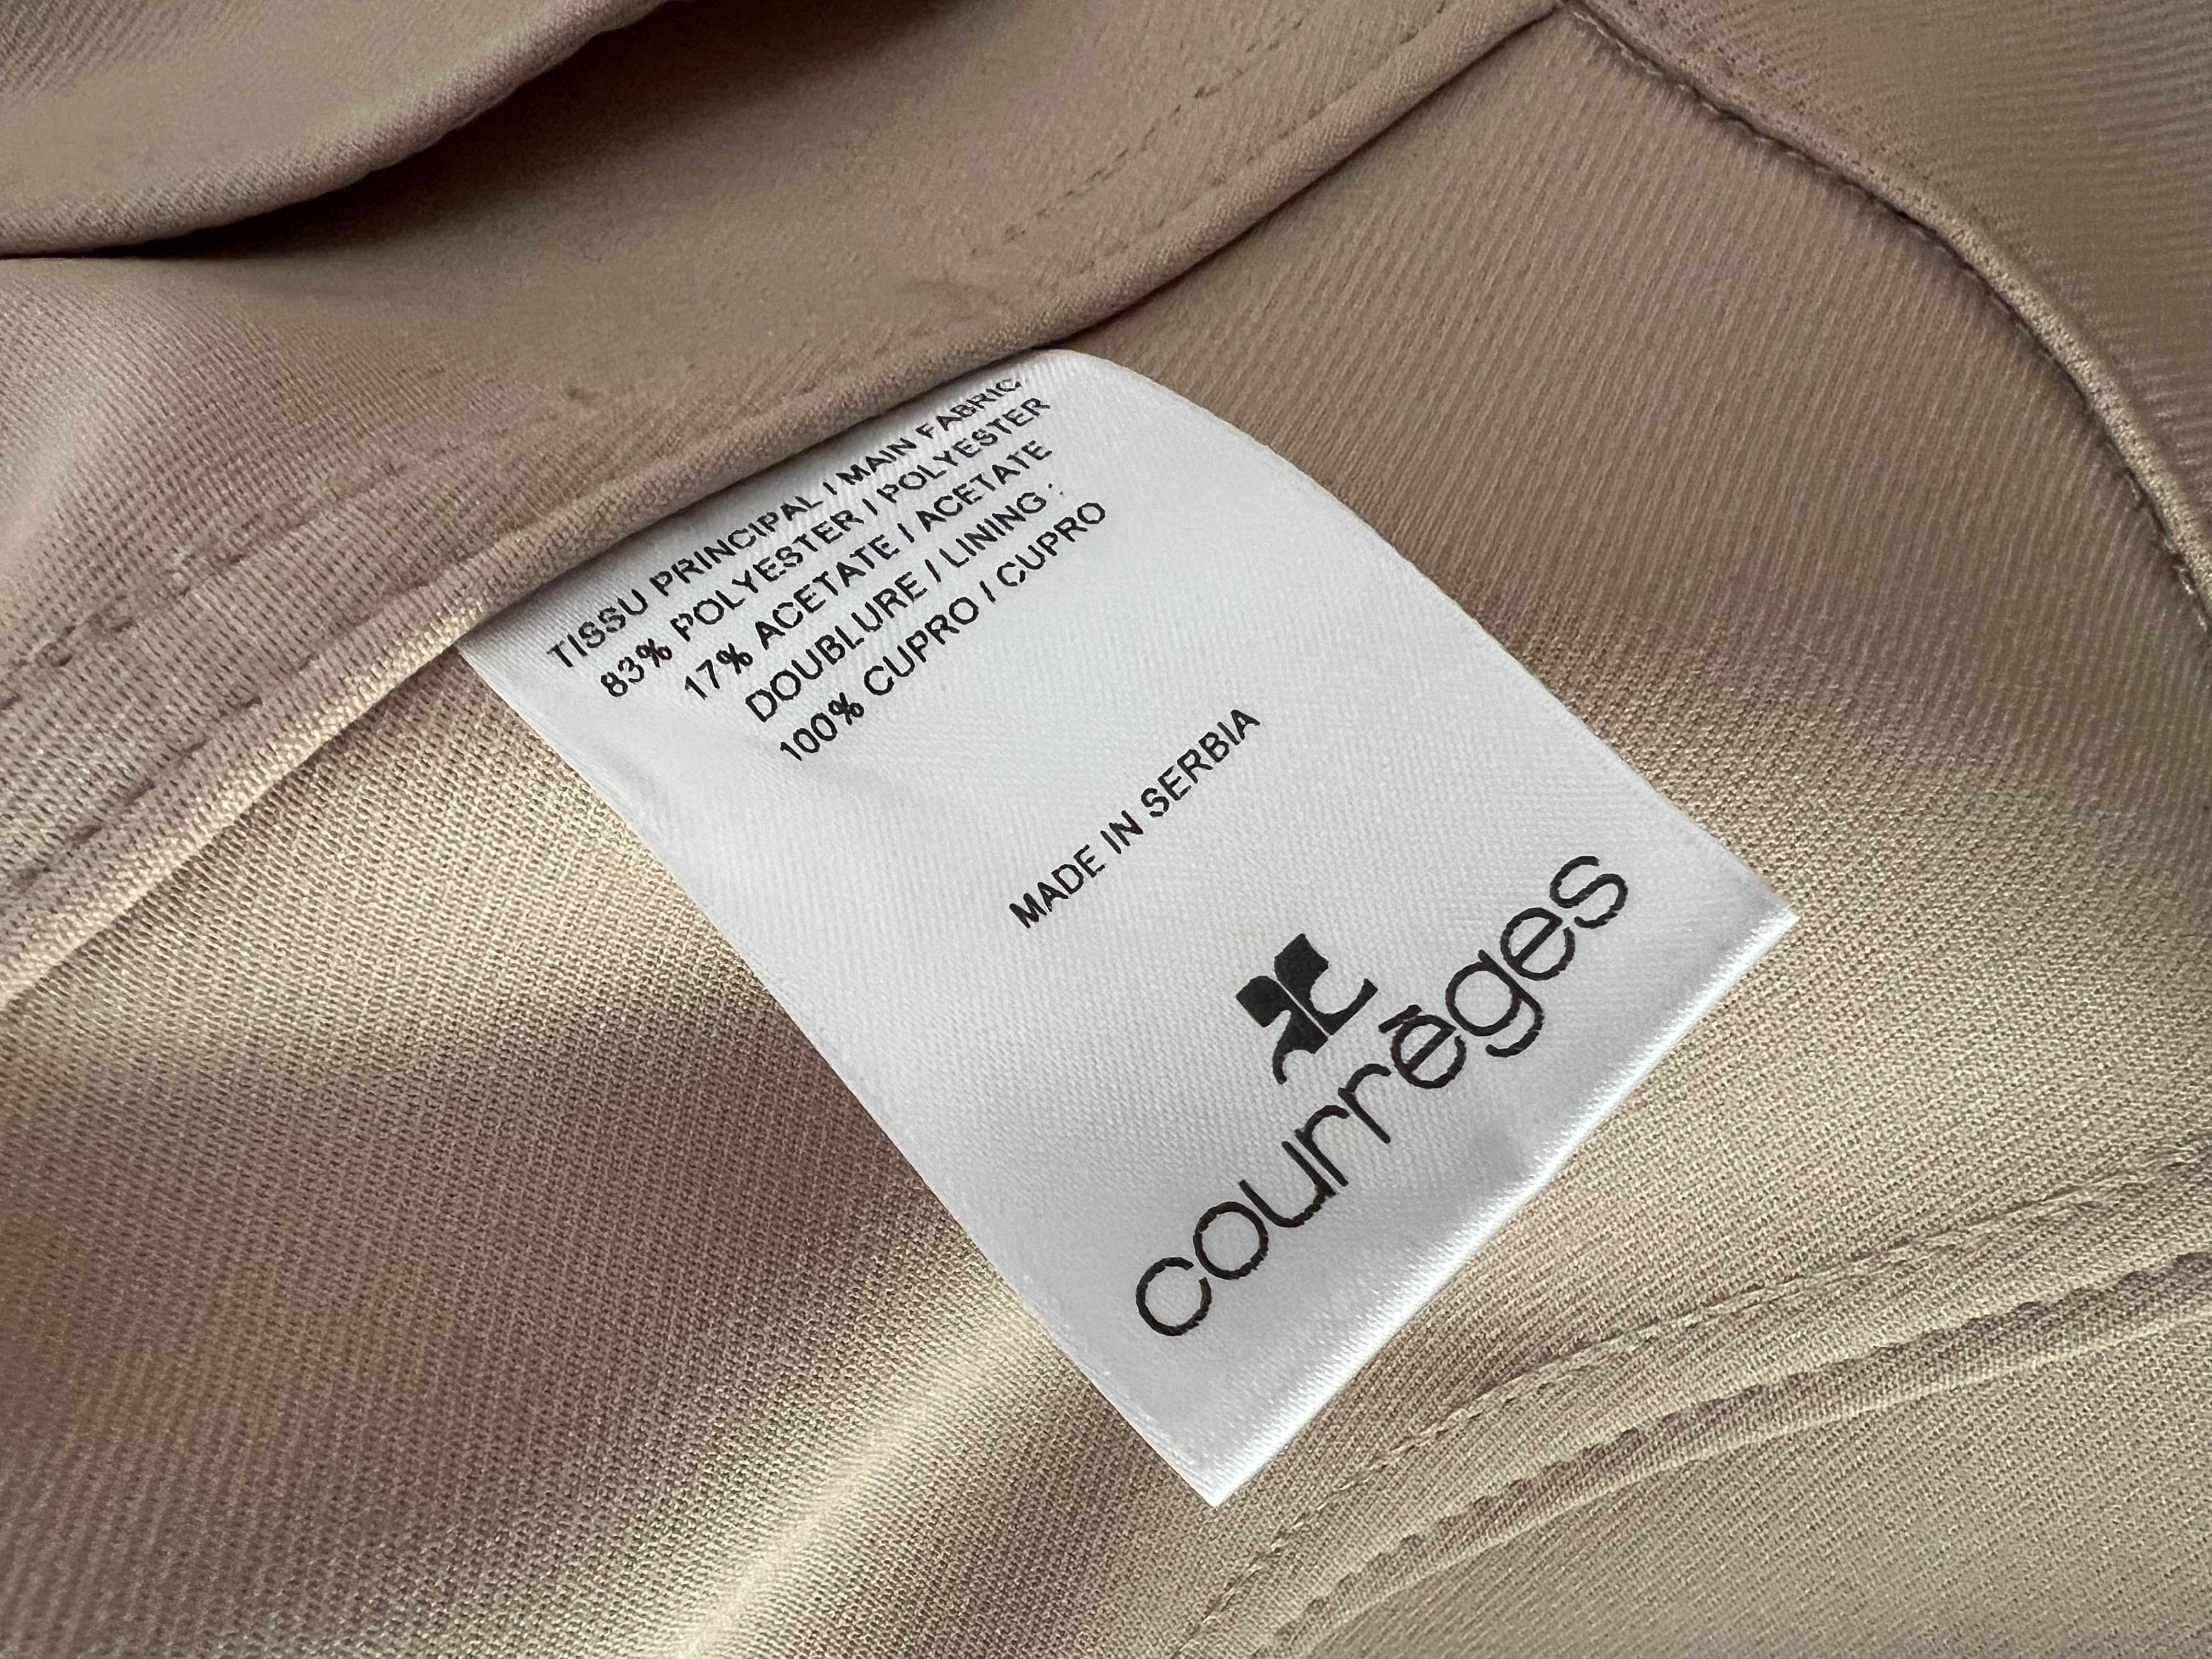 TISSU PRINCIPAL / MAIN FABRIC
83% POLYESTER / POLYESTER
17% ACETATE / ACETATE
DOUBLURE / LINING :
100% CUPRO / CUPRO
MADE IN SERBIA
courrèges